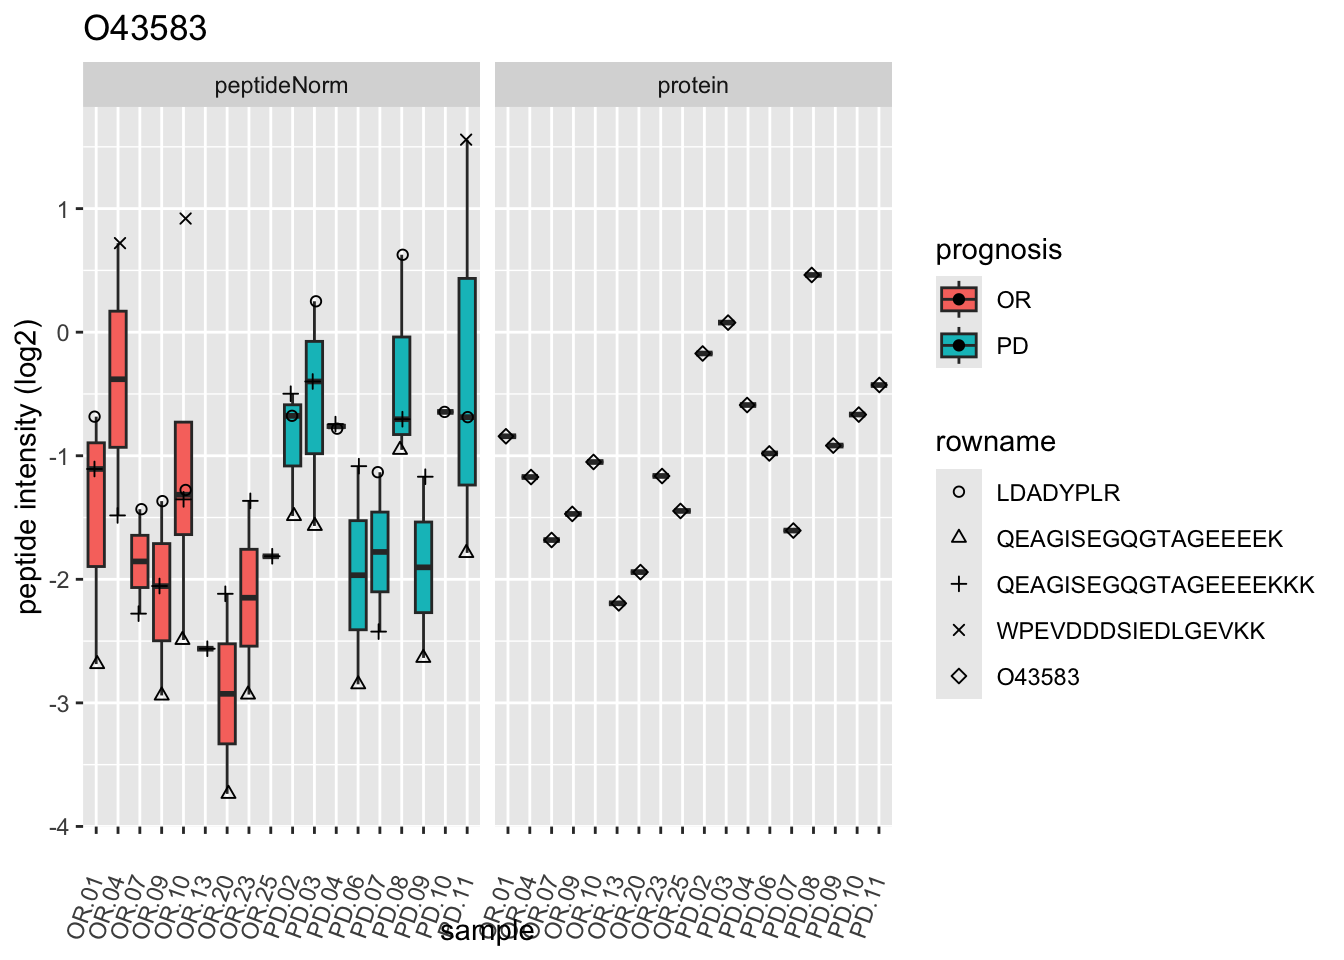 O43583
peptideNorm
protein
1
0
-1
-2
-3
-4
peptide intensity (log2)
OR.01
OR.04
OR.07
OR.09
OR.10
OR.13
OR.20
OR.23
OR.25
PD.02
PD.03
PD.04
PD.06
PD.07
PD.08
PD.09
PD.10
PD.11
OR.01
OR.04
OR.07
OR.09
OR.10
OR.13
OR.20
OR.23
OR.25
PD.02
PD.03
PD.04
PD.06
PD.07
PD.08
PD.09
PD.10
PD.11
sample
prognosis
OR
PD
rowname
LDADYPLR
QEAGISEGQGTAGEEEEK
QEAGISEGQGTAGEEEEKKK
WPEVDDDSIEDLGEVKK
O43583